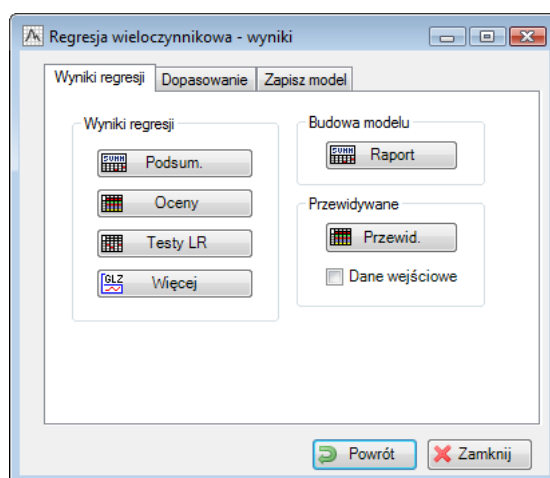 Regresja wieloczynnikowa - wyniki
Wyniki regresji Dopasowanie Zapisz model
Wyniki regresji
SUMM Podsum.
Oceny
Testy LR
GLZ Więcej
Budowa modelu
SUMM Raport
Przewidywane
Przewid.
Dane wejściowe
Powrót Zamknij